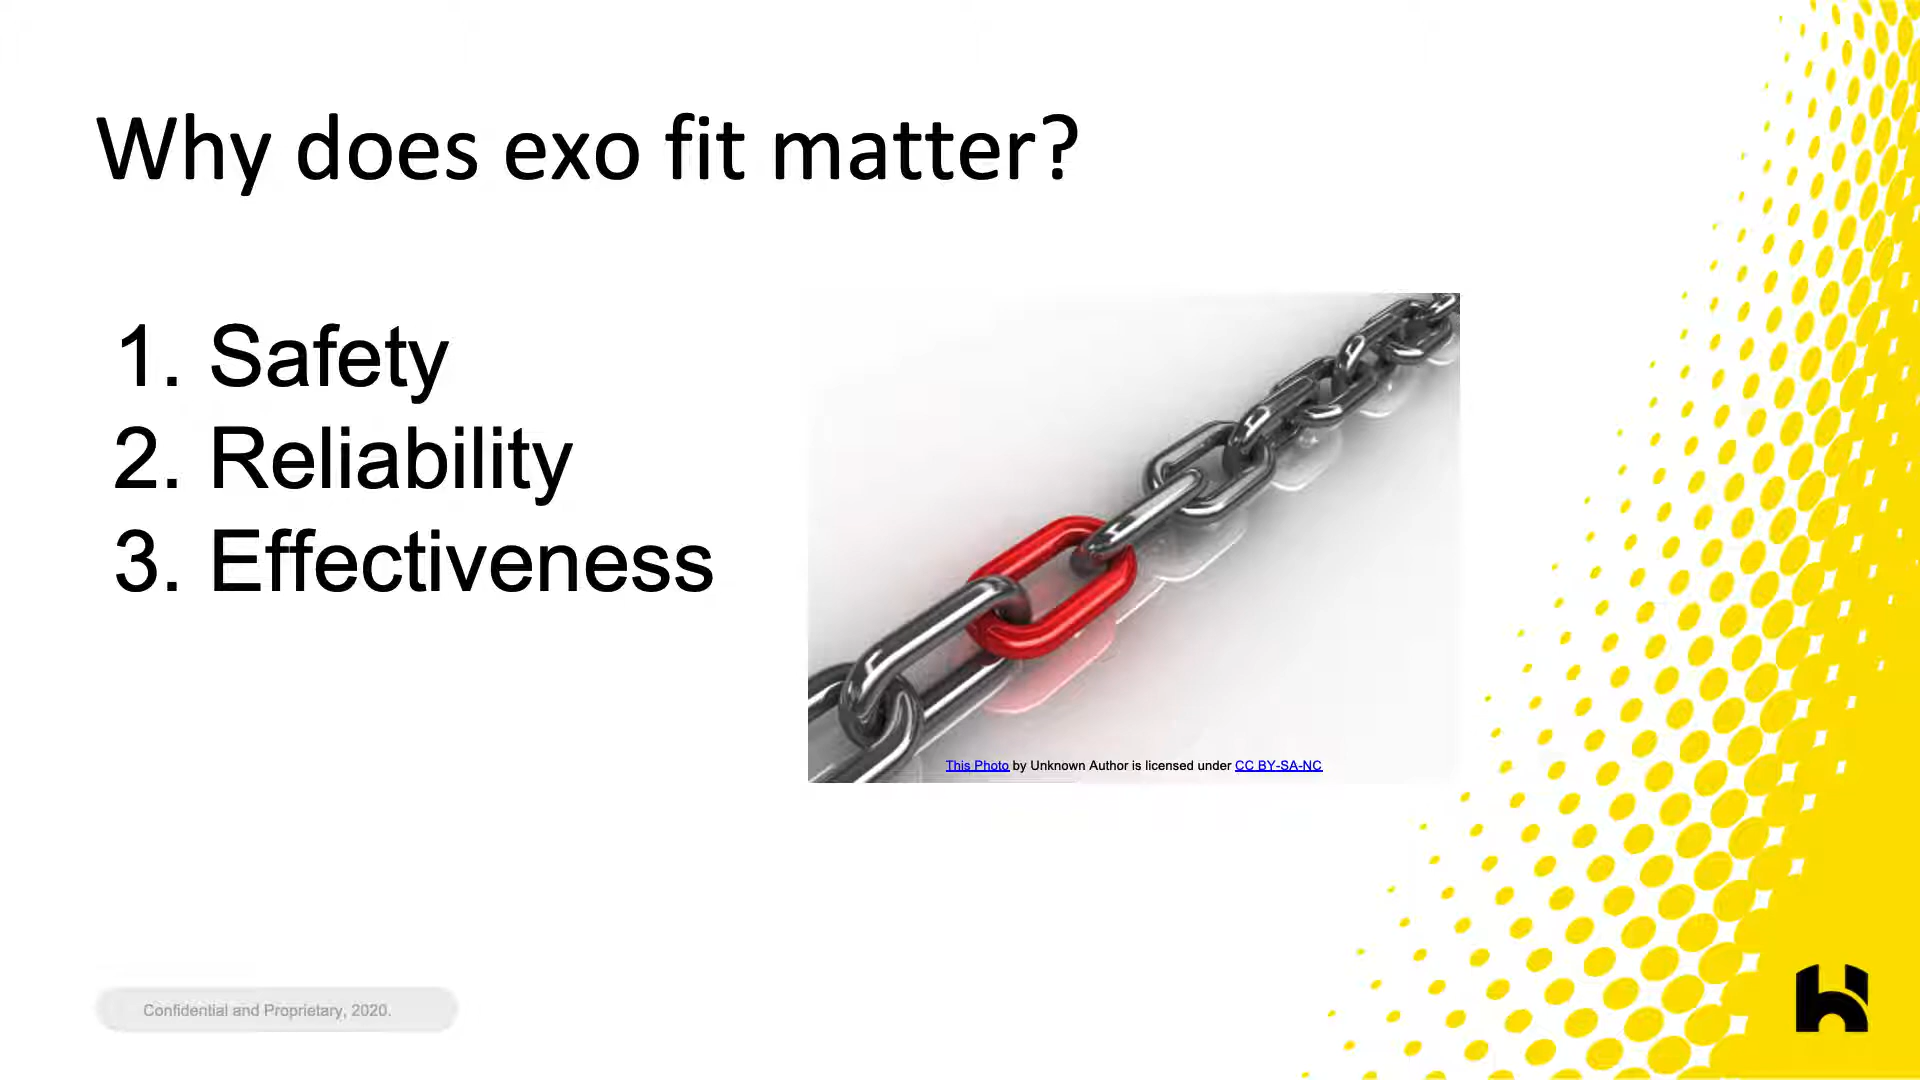 Why does exo fit matter?
1. Safety
2. Reliability
3. Effectiveness
This Photo by Unknown Author is licensed under CC BY-SA-NC
Confidential and Proprietary, 2020.